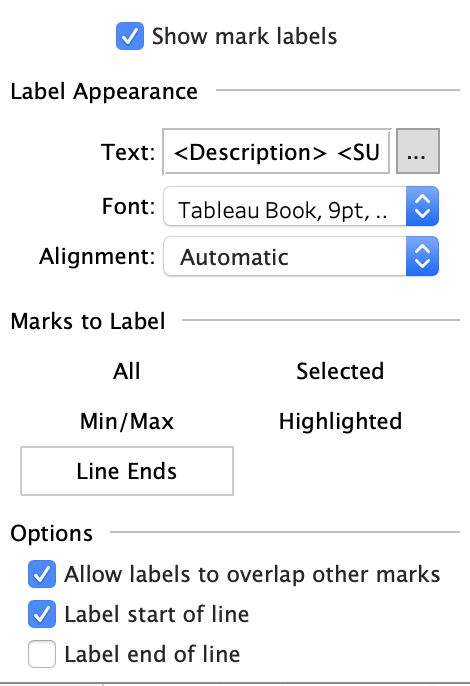 Show mark labels
Label Appearance
Text: <Description> <SU ...
Font: Tableau Book, 9pt, ..
Alignment: Automatic
Marks to Label
All Selected
Min/Max Highlighted
Line Ends
Options
Allow labels to overlap other marks
Label start of line
Label end of line